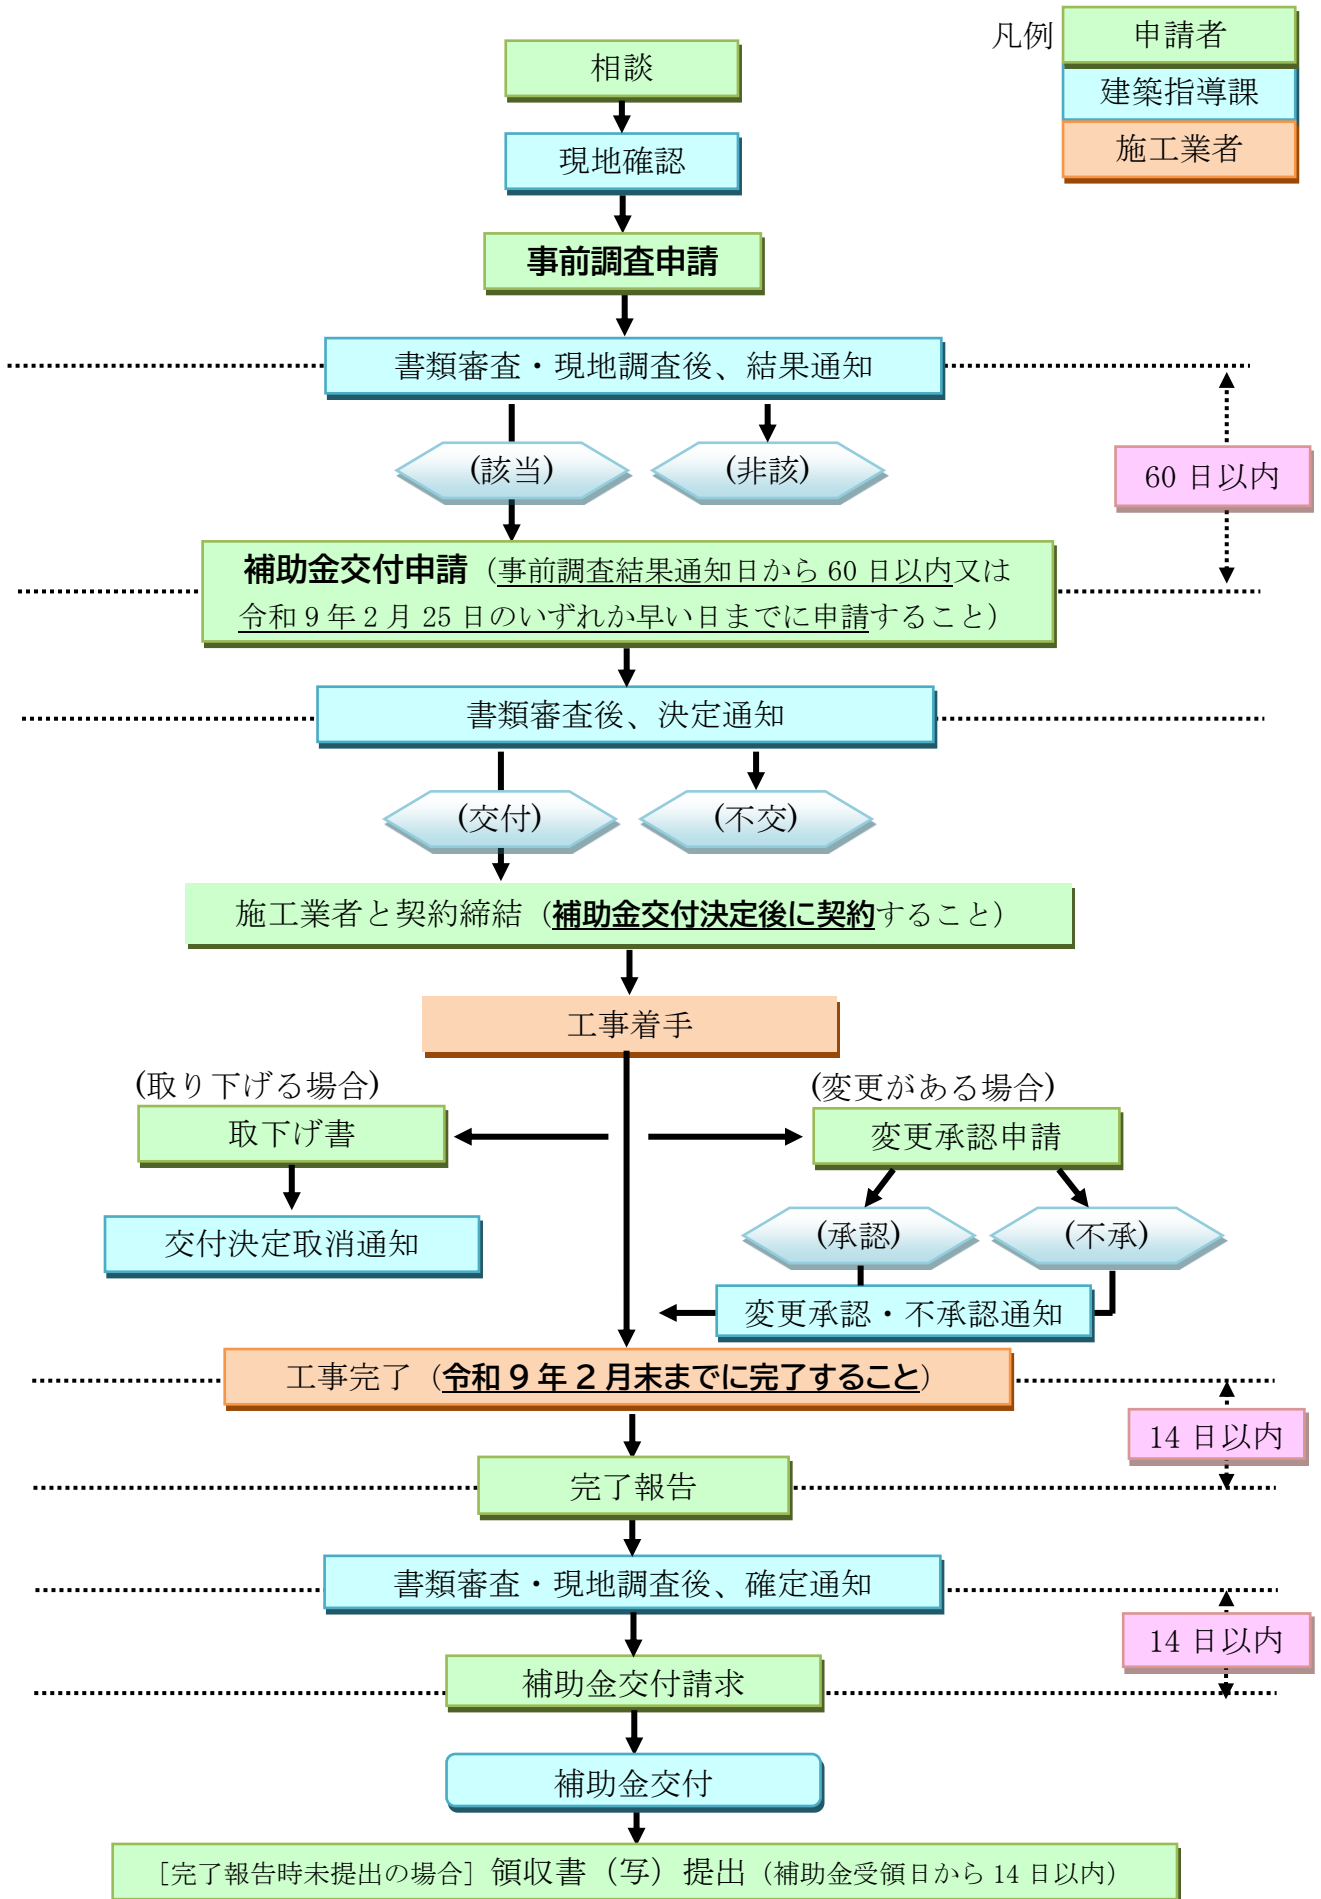 凡例
申請者
建築指導課
施工業者
相談
現地確認
事前調査申請
書類審査・現地調査後、結果通知
(該当)
(非該)
60 日以内
補助金交付申請（事前調査結果通知日から 60 日以内又は
令和 9 年 2 月 25 日のいずれか早い日までに申請すること）
書類審査後、決定通知
(交付)
(不交)
施工業者と契約締結（補助金交付決定後に契約すること）
工事着手
(取り下げる場合)
(変更がある場合)
取下げ書
変更承認申請
交付決定取消通知
(承認)
(不承)
変更承認・不承認通知
工事完了（令和 9 年 2 月末までに完了すること）
14 日以内
完了報告
書類審査・現地調査後、確定通知
14 日以内
補助金交付請求
補助金交付
［完了報告時未提出の場合］領収書（写）提出（補助金受領日から 14 日以内）